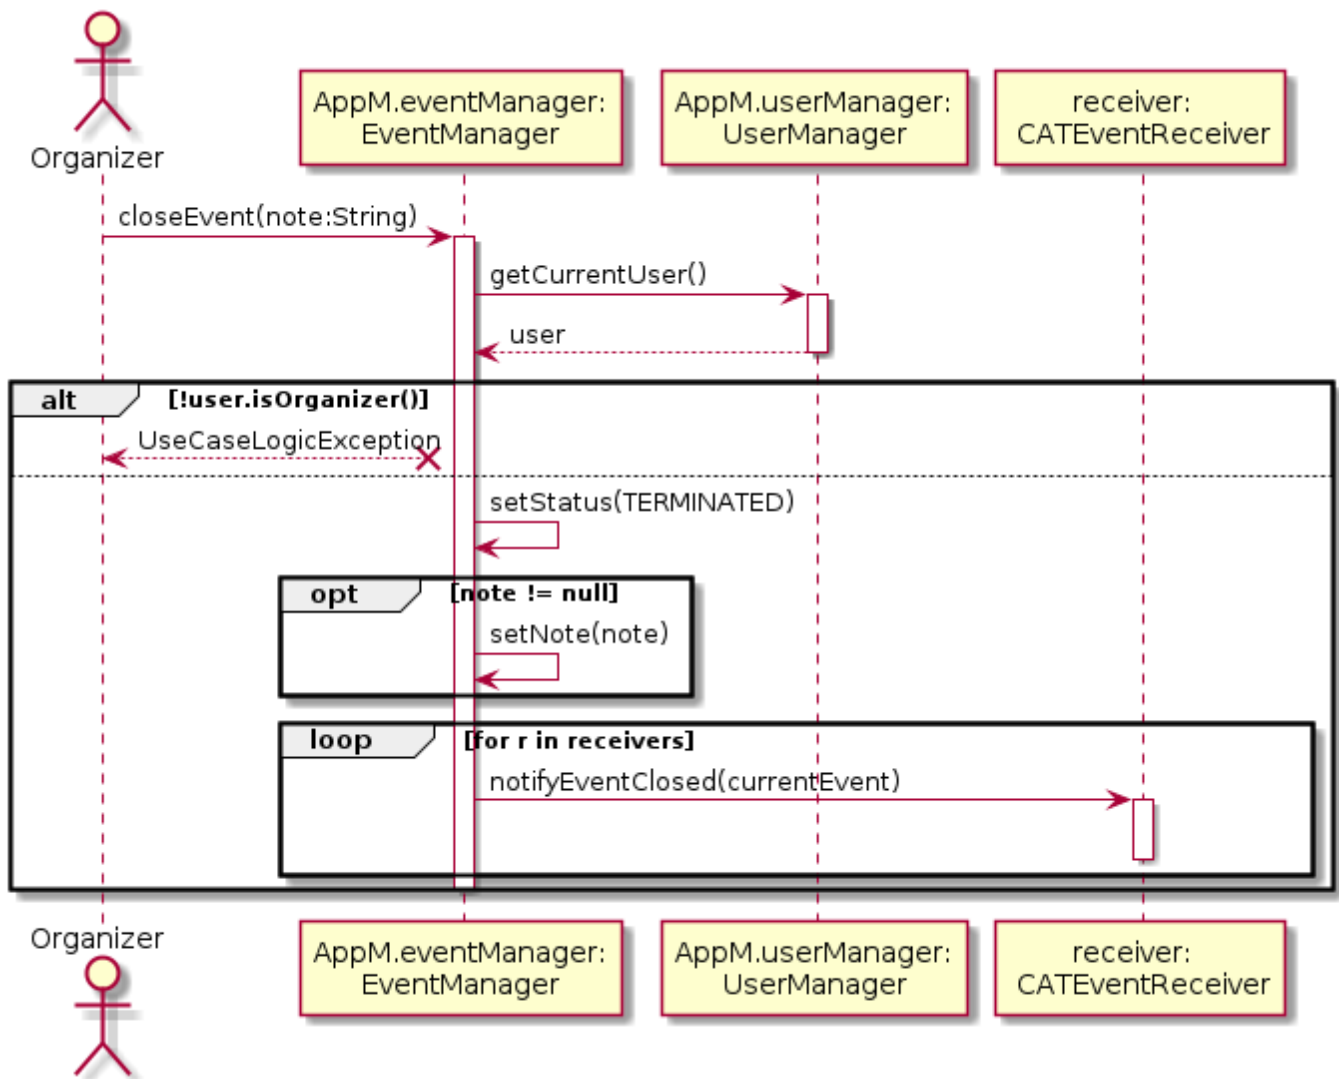 Organizer
AppM.eventManager:
EventManager
AppM.userManager:
UserManager
receiver:
CATEventReceiver
closeEvent(note:String)
getCurrentUser()
user
alt [!user.isOrganizer()]
UseCaseLogicException
setStatus(TERMINATED)
opt [note != null]
setNote(note)
loop [for r in receivers]
notifyEventClosed(currentEvent)
Organizer
AppM.eventManager:
EventManager
AppM.userManager:
UserManager
receiver:
CATEventReceiver